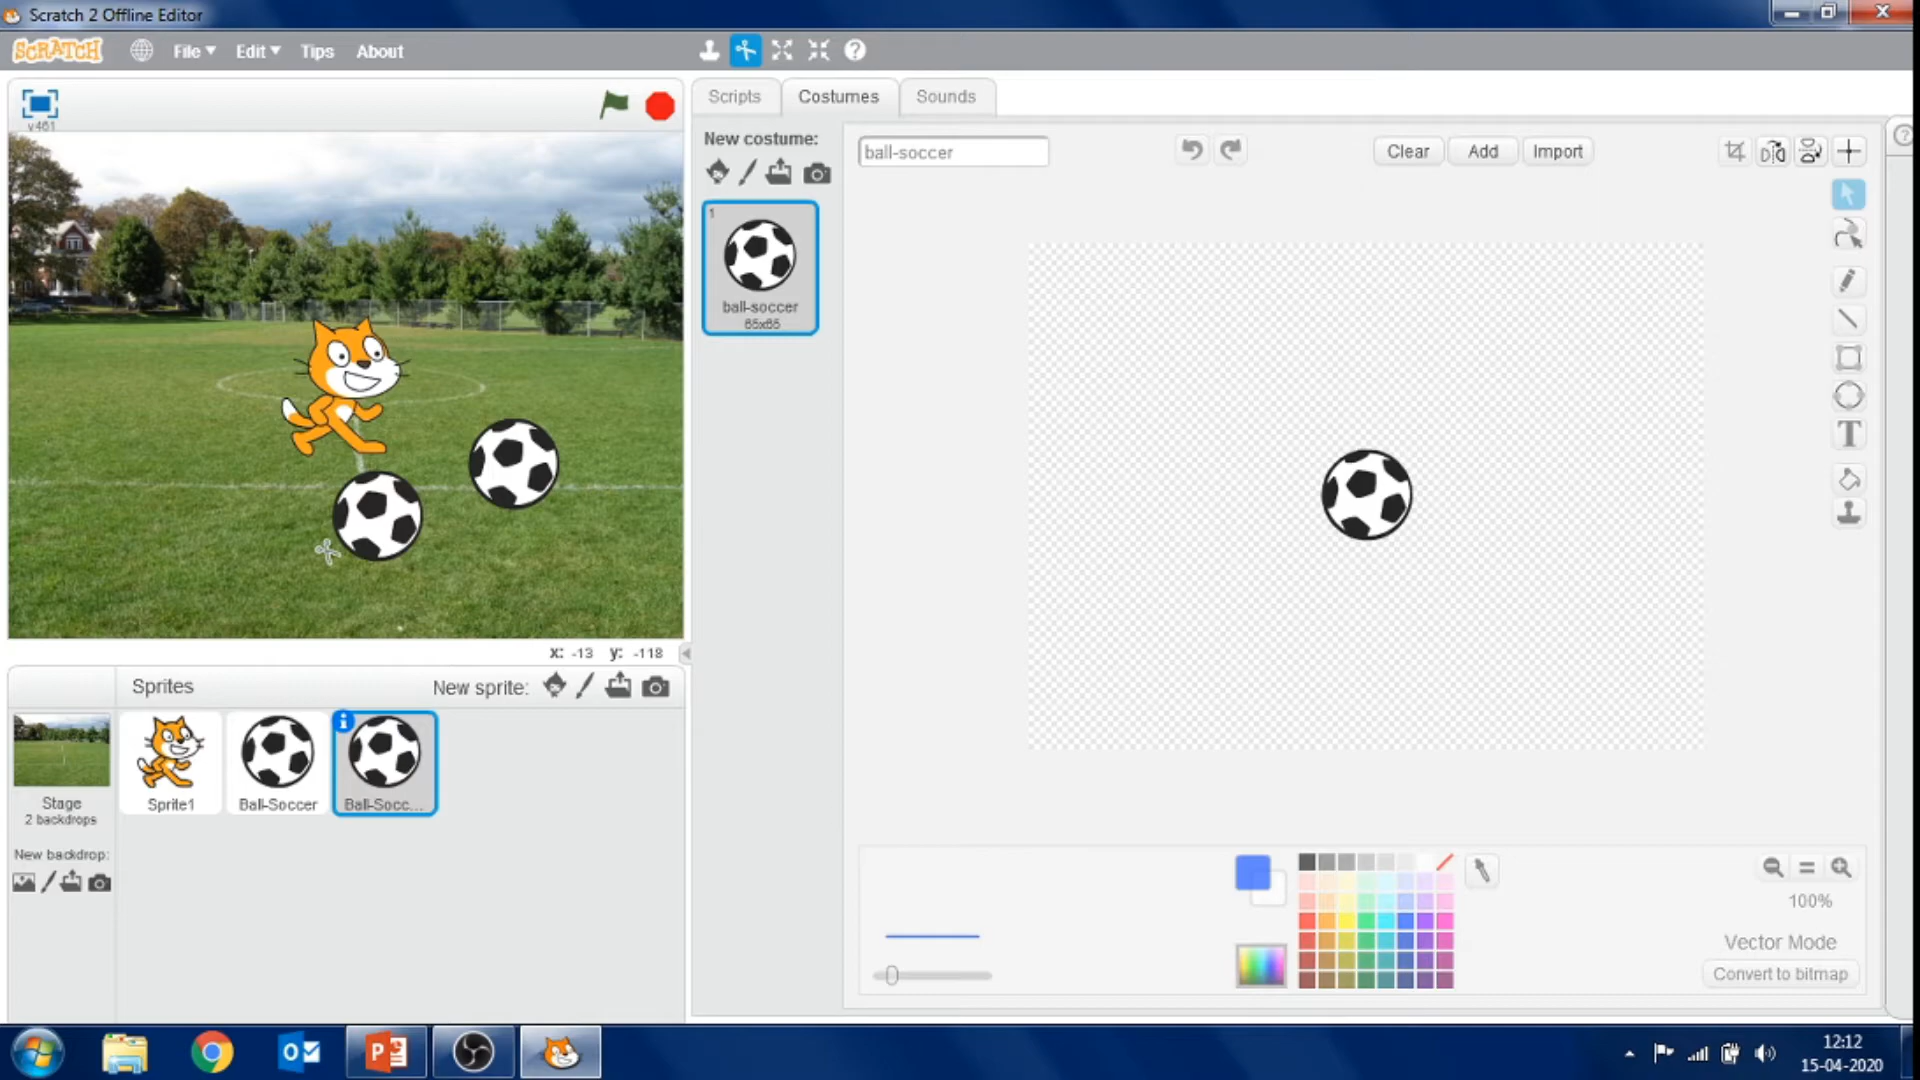 Scratch 2 Offline Editor
SCRATCH File Edit Tips About
v461
Scripts Costumes Sounds
New costume:
ball-soccer
Clear Add Import
1
ball-soccer
65x65
T
x: -13 y: -118
Sprites New sprite:
Stage
2 backdrops
Sprite1
Ball-Soccer
Ball-Socc...
New backdrop:
100%
Vector Mode
Convert to bitmap
12:12
15-04-2020